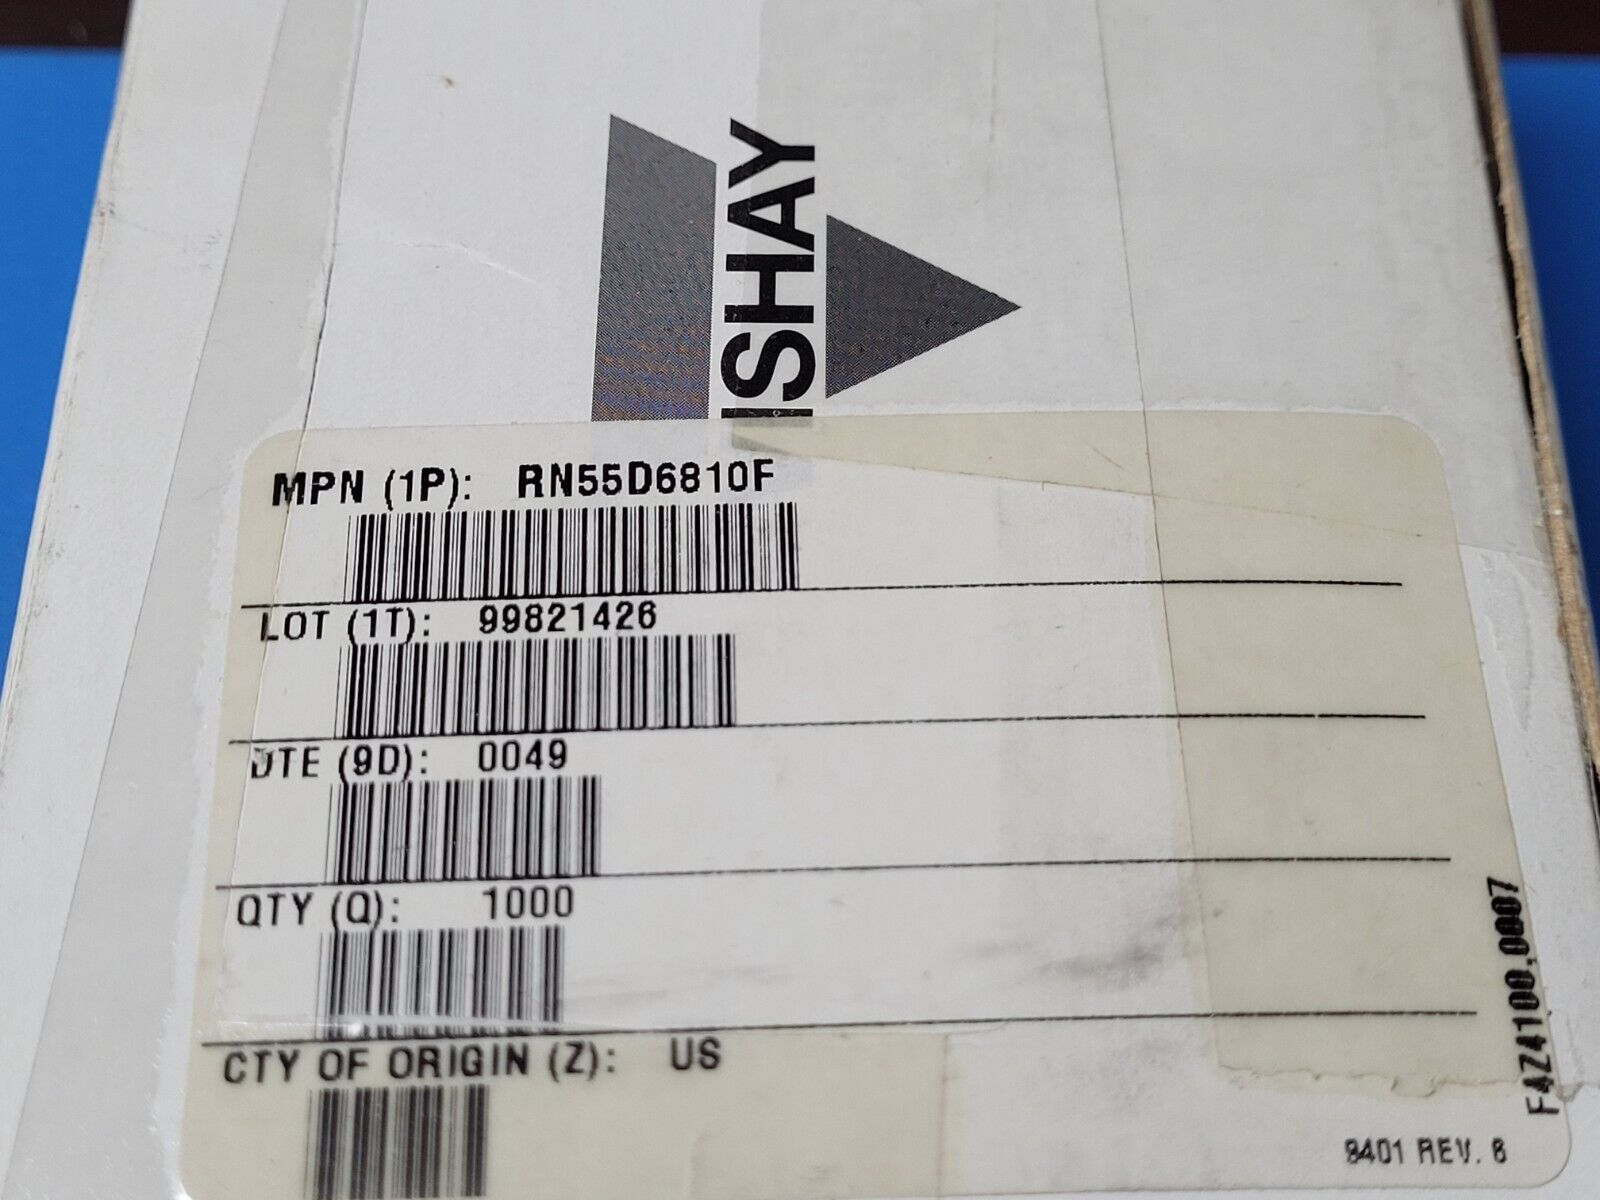 ISHAY
MPN (1P): RN55D6810F
LOT (1T): 99821426
DTE (9D): 0049
QTY (Q): 1000
CTY OF ORIGIN (Z): US
F4Z4100,0007
8401 REV. 8